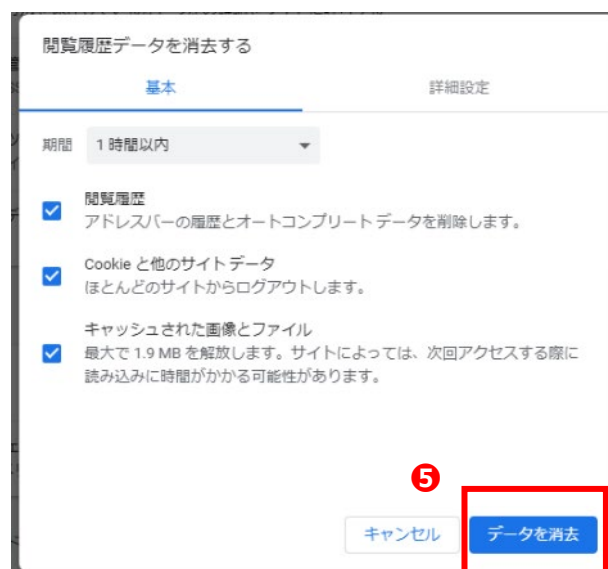 閲覧履歴データを消去する
基本
詳細設定
期間
1 時間以内
閲覧履歴
アドレスバーの履歴とオートコンプリート データを削除します。
Cookie と他のサイトデータ
ほとんどのサイトからログアウトします。
キャッシュされた画像とファイル
最大で 1.9 MB を解放します。サイトによっては、次回アクセスする際に
読み込みに時間がかかる可能性があります。
❺
キャンセル
データを消去